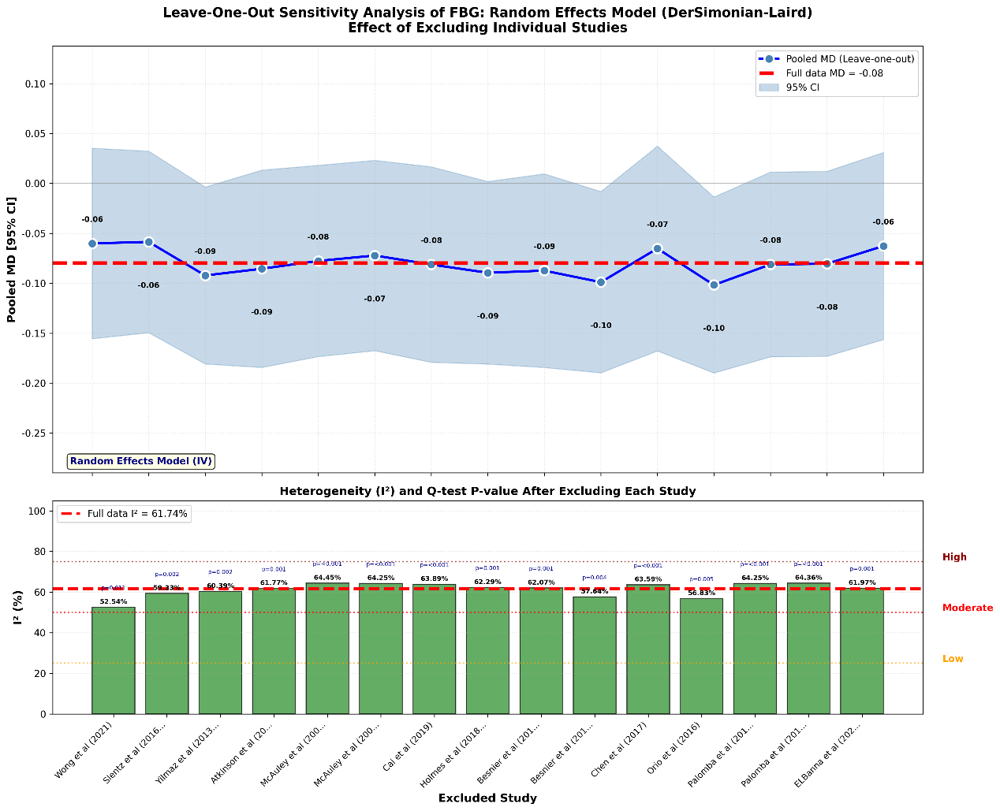 Leave-One-Out Sensitivity Analysis of FBG: Random Effects Model (DerSimonian-Laird)
Effect of Excluding Individual Studies
Pooled MD (Leave-one-out)
Full data MD = -0.08
95% CI
0.10
0.05
0.00
-0.05
-0.10
-0.15
-0.20
-0.25
Pooled MD [95% CI]
-0.06
-0.06
-0.09
-0.09
-0.08
-0.07
-0.08
-0.09
-0.09
-0.10
-0.07
-0.10
-0.08
-0.08
-0.06
Random Effects Model (IV)
Heterogeneity (I²) and Q-test P-value After Excluding Each Study
Full data I² = 61.74%
100
80
60
40
20
0
I² (%)
High
Moderate
Low
p=0.011
p=0.002
p=0.002
p=0.001
p=<0.001
p=<0.001
p=<0.001
p=0.001
p=0.001
p=0.004
p=<0.001
p=0.005
p=<0.001
p=<0.001
p=0.001
52.54%
59.33%
60.39%
61.77%
64.45%
64.25%
63.89%
62.29%
62.07%
57.64%
63.59%
56.83%
64.25%
64.36%
61.97%
Wong et al (2021)
Slentz et al (2016...
Yilmaz et al (2013...
Atkinson et al (20...
McAuley et al (200...
McAuley et al (200...
Cai et al (2019)
Holmes et al (2018...
Besnier et al (201...
Besnier et al (201...
Chen et al (2017)
Orio et al (2016)
Palomba et al (201...
Palomba et al (201...
ELBanna et al (202...
Excluded Study